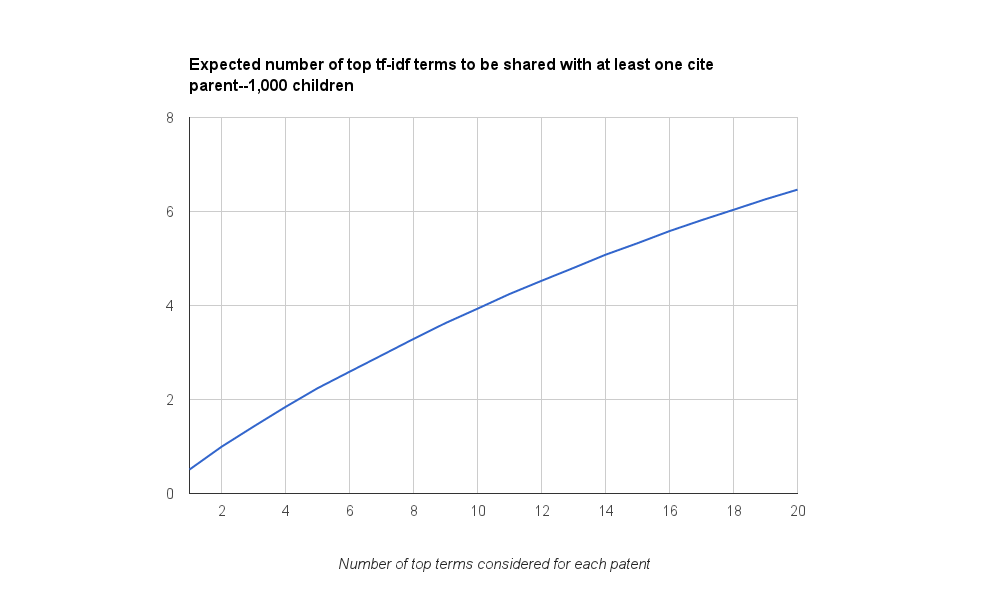 Expected number of top tf-idf terms to be shared with at least one cite
parent--1,000 children
8
6
4
2
0
2 4 6 8 10 12 14 16 18 20
Number of top terms considered for each patent